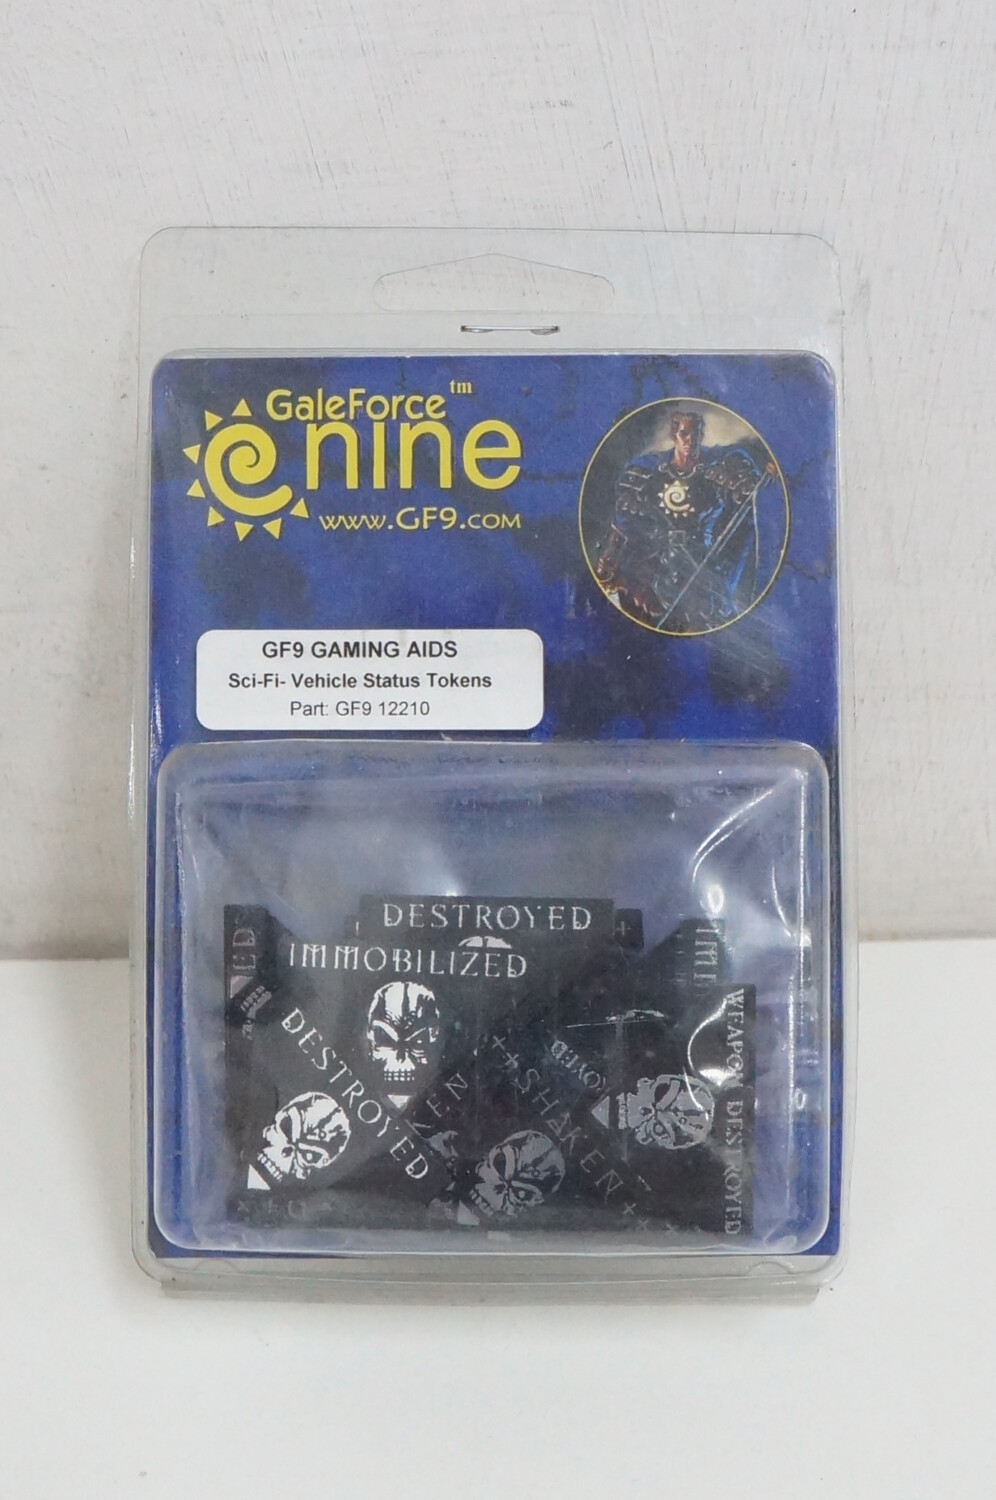 GaleForce™
nine
www.GF9.com
GF9 GAMING AIDS
Sci-Fi- Vehicle Status Tokens
Part: GF9 12210
DESTROYED
IMMOBILIZED
DESTROYED
++SHAKEN++
WEAPON DESTROYED